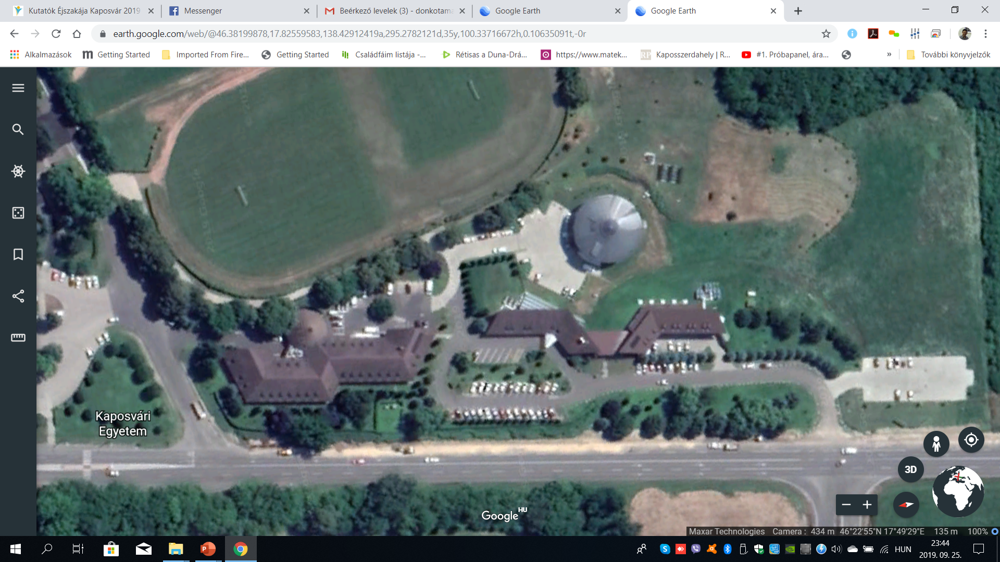 Kutatók Éjszakája Kaposvár 2019
Messenger
Beérkező levelek (3) - donkotama
Google Earth
Google Earth
earth.google.com/web/@46.38199878,17.82559583,138.42912419a,295.2782121d,35y,100.33716672h,0.10635091t,-0r
Alkalmazások
Getting Started
Imported From Fire...
Getting Started
Családfáim listája -...
Rétisas a Duna-Drá...
https://www.matek...
RP
Kaposszerdahely | R...
#1. Próbapanel, ára...
»
További könyvjelzők
Kaposvári
Egyetem
3D
Google HU
Maxar Technologies Camera : 434 m 46°22'55"N 17°49'29"E 135 m 100%
HUN
23:44
2019. 09. 25.